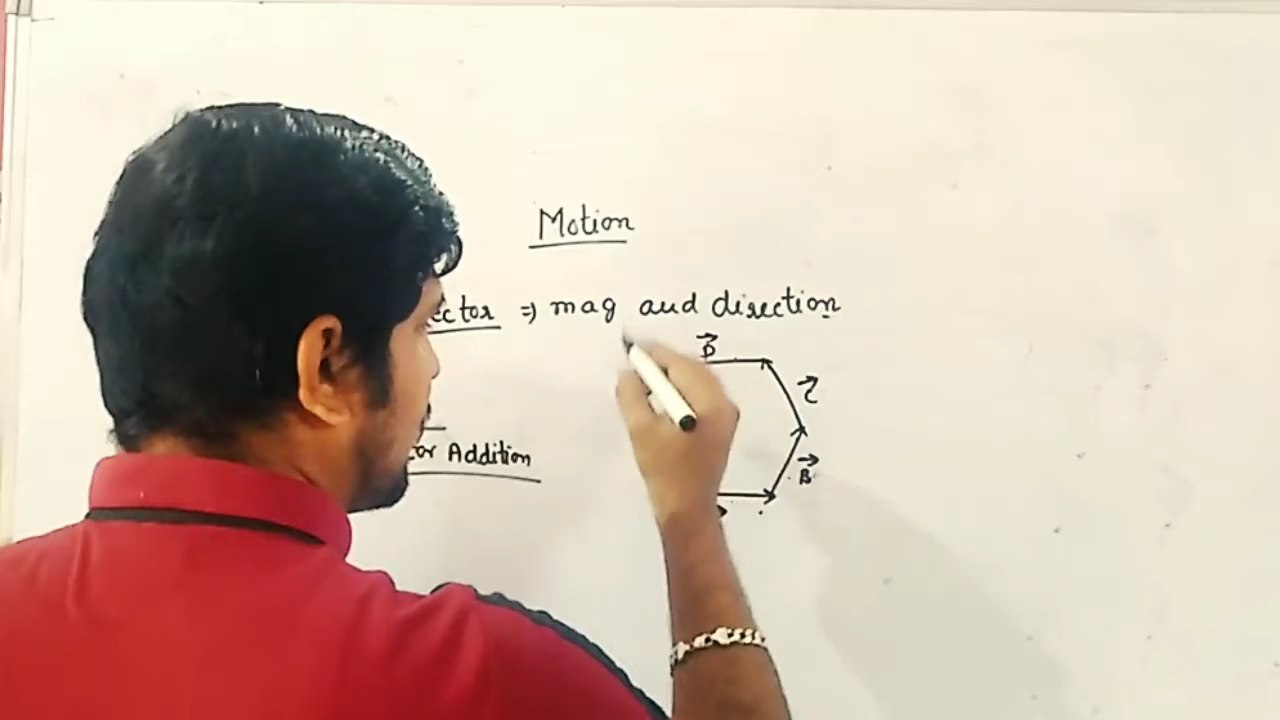 Motion
ector ⇒ mag and direction
D⃗
C⃗
or Addition
B⃗